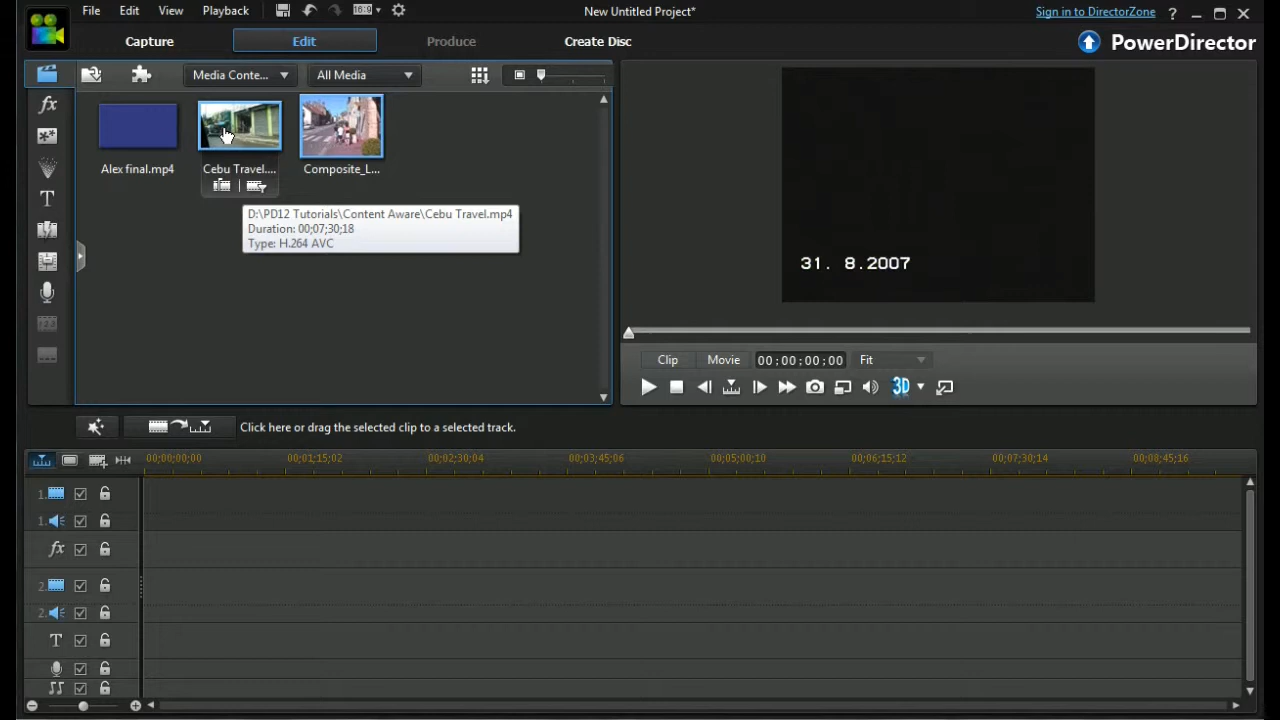 File Edit View Playback 16:9 New Untitled Project* Sign in to DirectorZone ?
Capture Edit Produce Create Disc PowerDirector
Media Conte... All Media
fx
T
Alex final.mp4 Cebu Travel.... Composite_L...
D:\PD12 Tutorials\Content Aware\Cebu Travel.mp4
Duration: 00;07;30;18
Type: H.264 AVC
31. 8.2007
Clip Movie 00;00;00;00 Fit
3D
Click here or drag the selected clip to a selected track.
00;00;00;00 00;01;15;02 00;02;30;04 00;03;45;06 00;05;00;10 00;06;15;12 00;07;30;14 00;08;45;16
1.
1.
fx
2.
2.
T